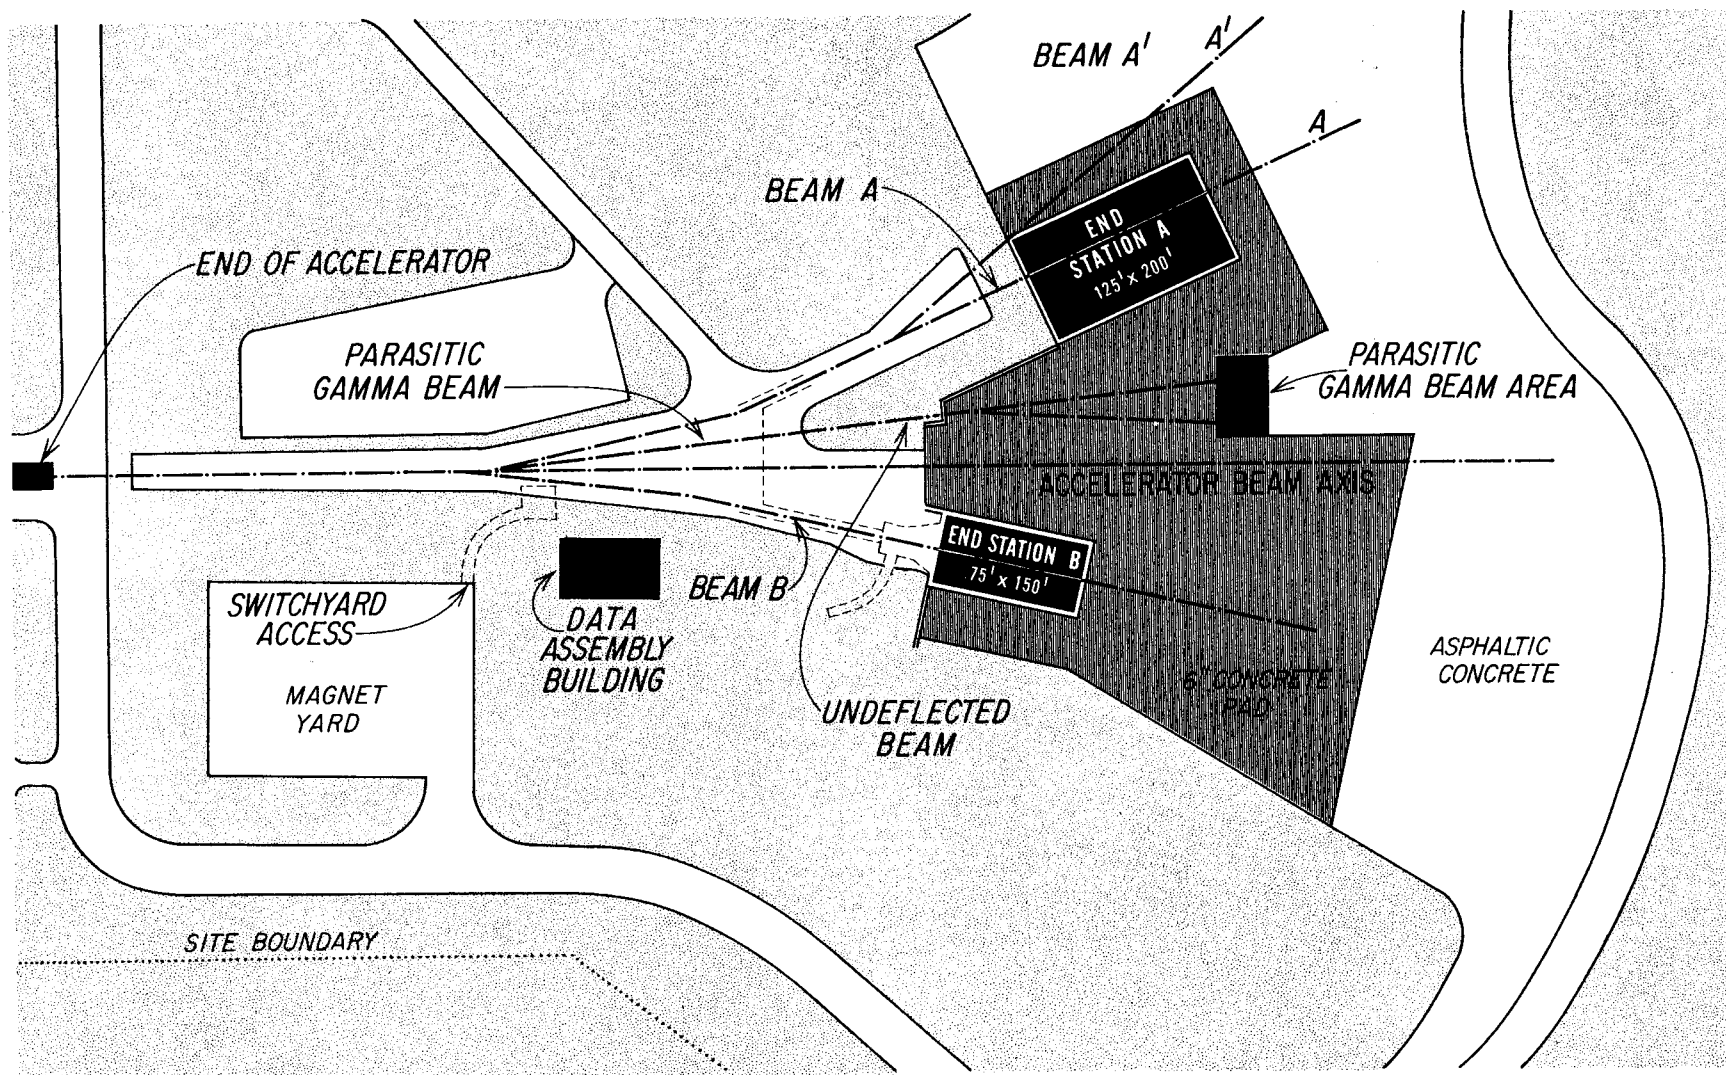 BEAM A'
A'
A
BEAM A
END
STATION A
125' x 200'
END OF ACCELERATOR
PARASITIC
GAMMA BEAM
PARASITIC
GAMMA BEAM AREA
ACCELERATOR BEAM AXIS
END STATION B
75' x 150'
BEAM B
SWITCHYARD
ACCESS
DATA
ASSEMBLY
BUILDING
MAGNET
YARD
UNDEFLECTED
BEAM
6" CONCRETE
PAD
ASPHALTIC
CONCRETE
SITE BOUNDARY